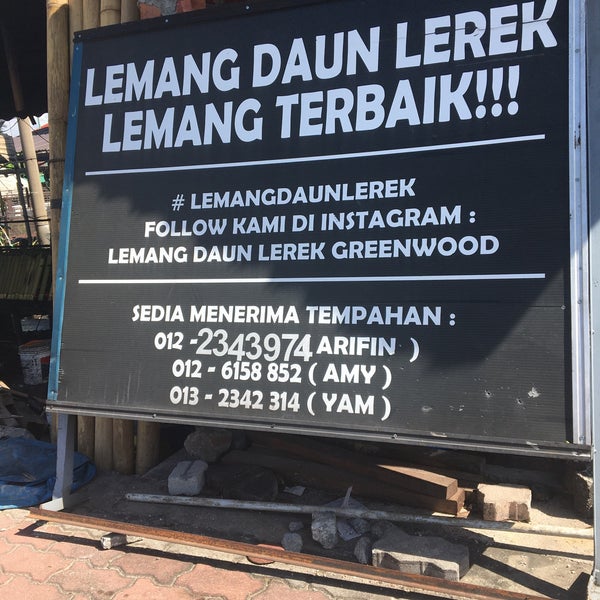 LEMANG DAUN LEREK
LEMANG TERBAIK!!!
# LEMANGDAUNLEREK
FOLLOW KAMI DI INSTAGRAM :
LEMANG DAUN LEREK GREENWOOD
SEDIA MENERIMA TEMPAHAN :
012 -2343974 ARIFIN )
012 - 6158 852 ( AMY )
013 - 2342 314 ( YAM )